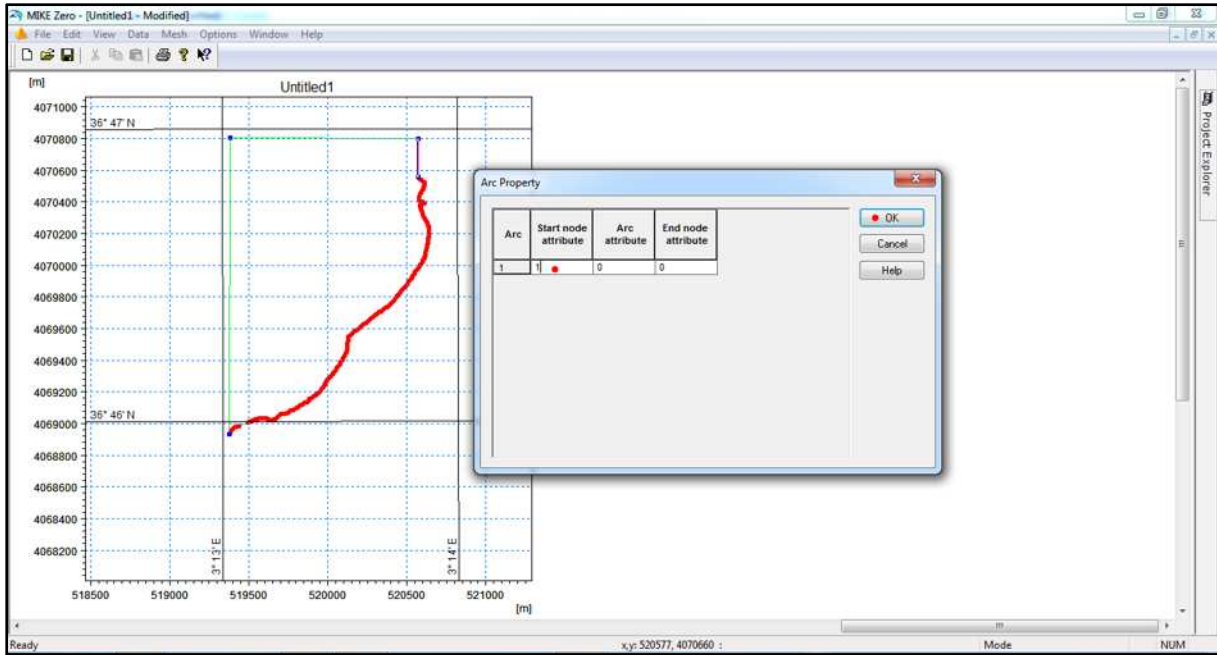 MIKE Zero - [Untitled1 - Modified]
File Edit View Data Mesh Options Window Help
[m]
Untitled1
4071000
36° 47' N
4070800
4070600
4070400
4070200
4070000
4069800
4069600
4069400
4069200
36° 46' N
4069000
4068800
4068600
4068400
4068200
3° 13' E
3° 14' E
518500 519000 519500 520000 520500 521000
[m]
Arc Property
Arc Start node attribute Arc attribute End node attribute
1 1 0 0
OK
Cancel
Help
Project Explorer
Ready x,y: 520577, 4070660 : Mode NUM